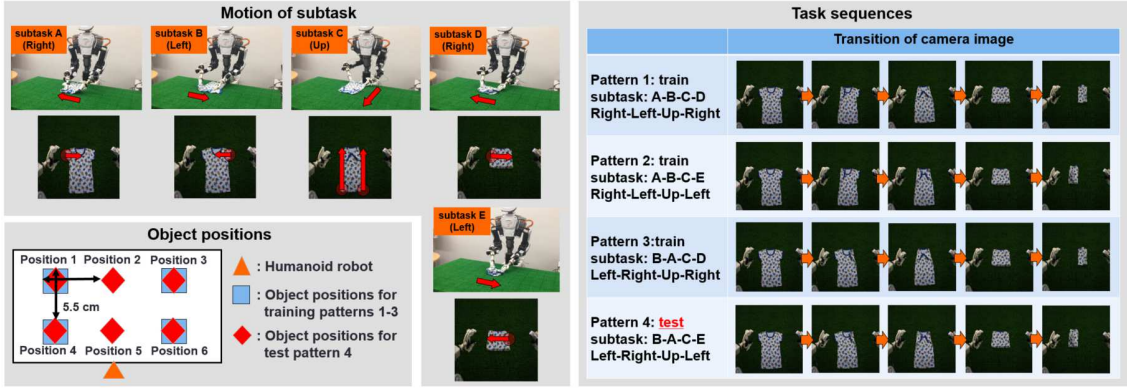 Motion of subtask
subtask A
(Right)
subtask B
(Left)
subtask C
(Up)
subtask D
(Right)
subtask E
(Left)
Object positions
Position 1
Position 2
Position 3
5.5 cm
Position 4
Position 5
Position 6
: Humanoid robot
: Object positions for
training patterns 1-3
: Object positions for
test pattern 4
Task sequences
Transition of camera image
Pattern 1: train
subtask: A-B-C-D
Right-Left-Up-Right
Pattern 2: train
subtask: A-B-C-E
Right-Left-Up-Left
Pattern 3:train
subtask: B-A-C-D
Left-Right-Up-Right
Pattern 4: test
subtask: B-A-C-E
Left-Right-Up-Left